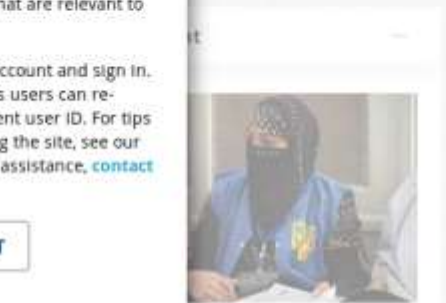 hat are relevant to
ccount and sign in.
s users can re-
ent user ID. For tips
g the site, see our
assistance, contact
t
T